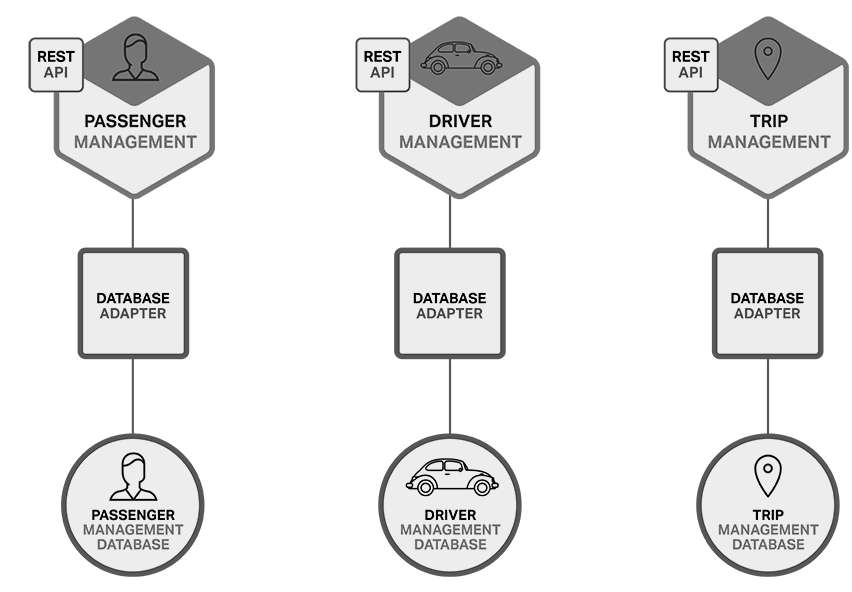 REST
API
PASSENGER
MANAGEMENT
REST
API
DRIVER
MANAGEMENT
REST
API
TRIP
MANAGEMENT
DATABASE
ADAPTER
DATABASE
ADAPTER
DATABASE
ADAPTER
PASSENGER
MANAGEMENT
DATABASE
DRIVER
MANAGEMENT
DATABASE
TRIP
MANAGEMENT
DATABASE